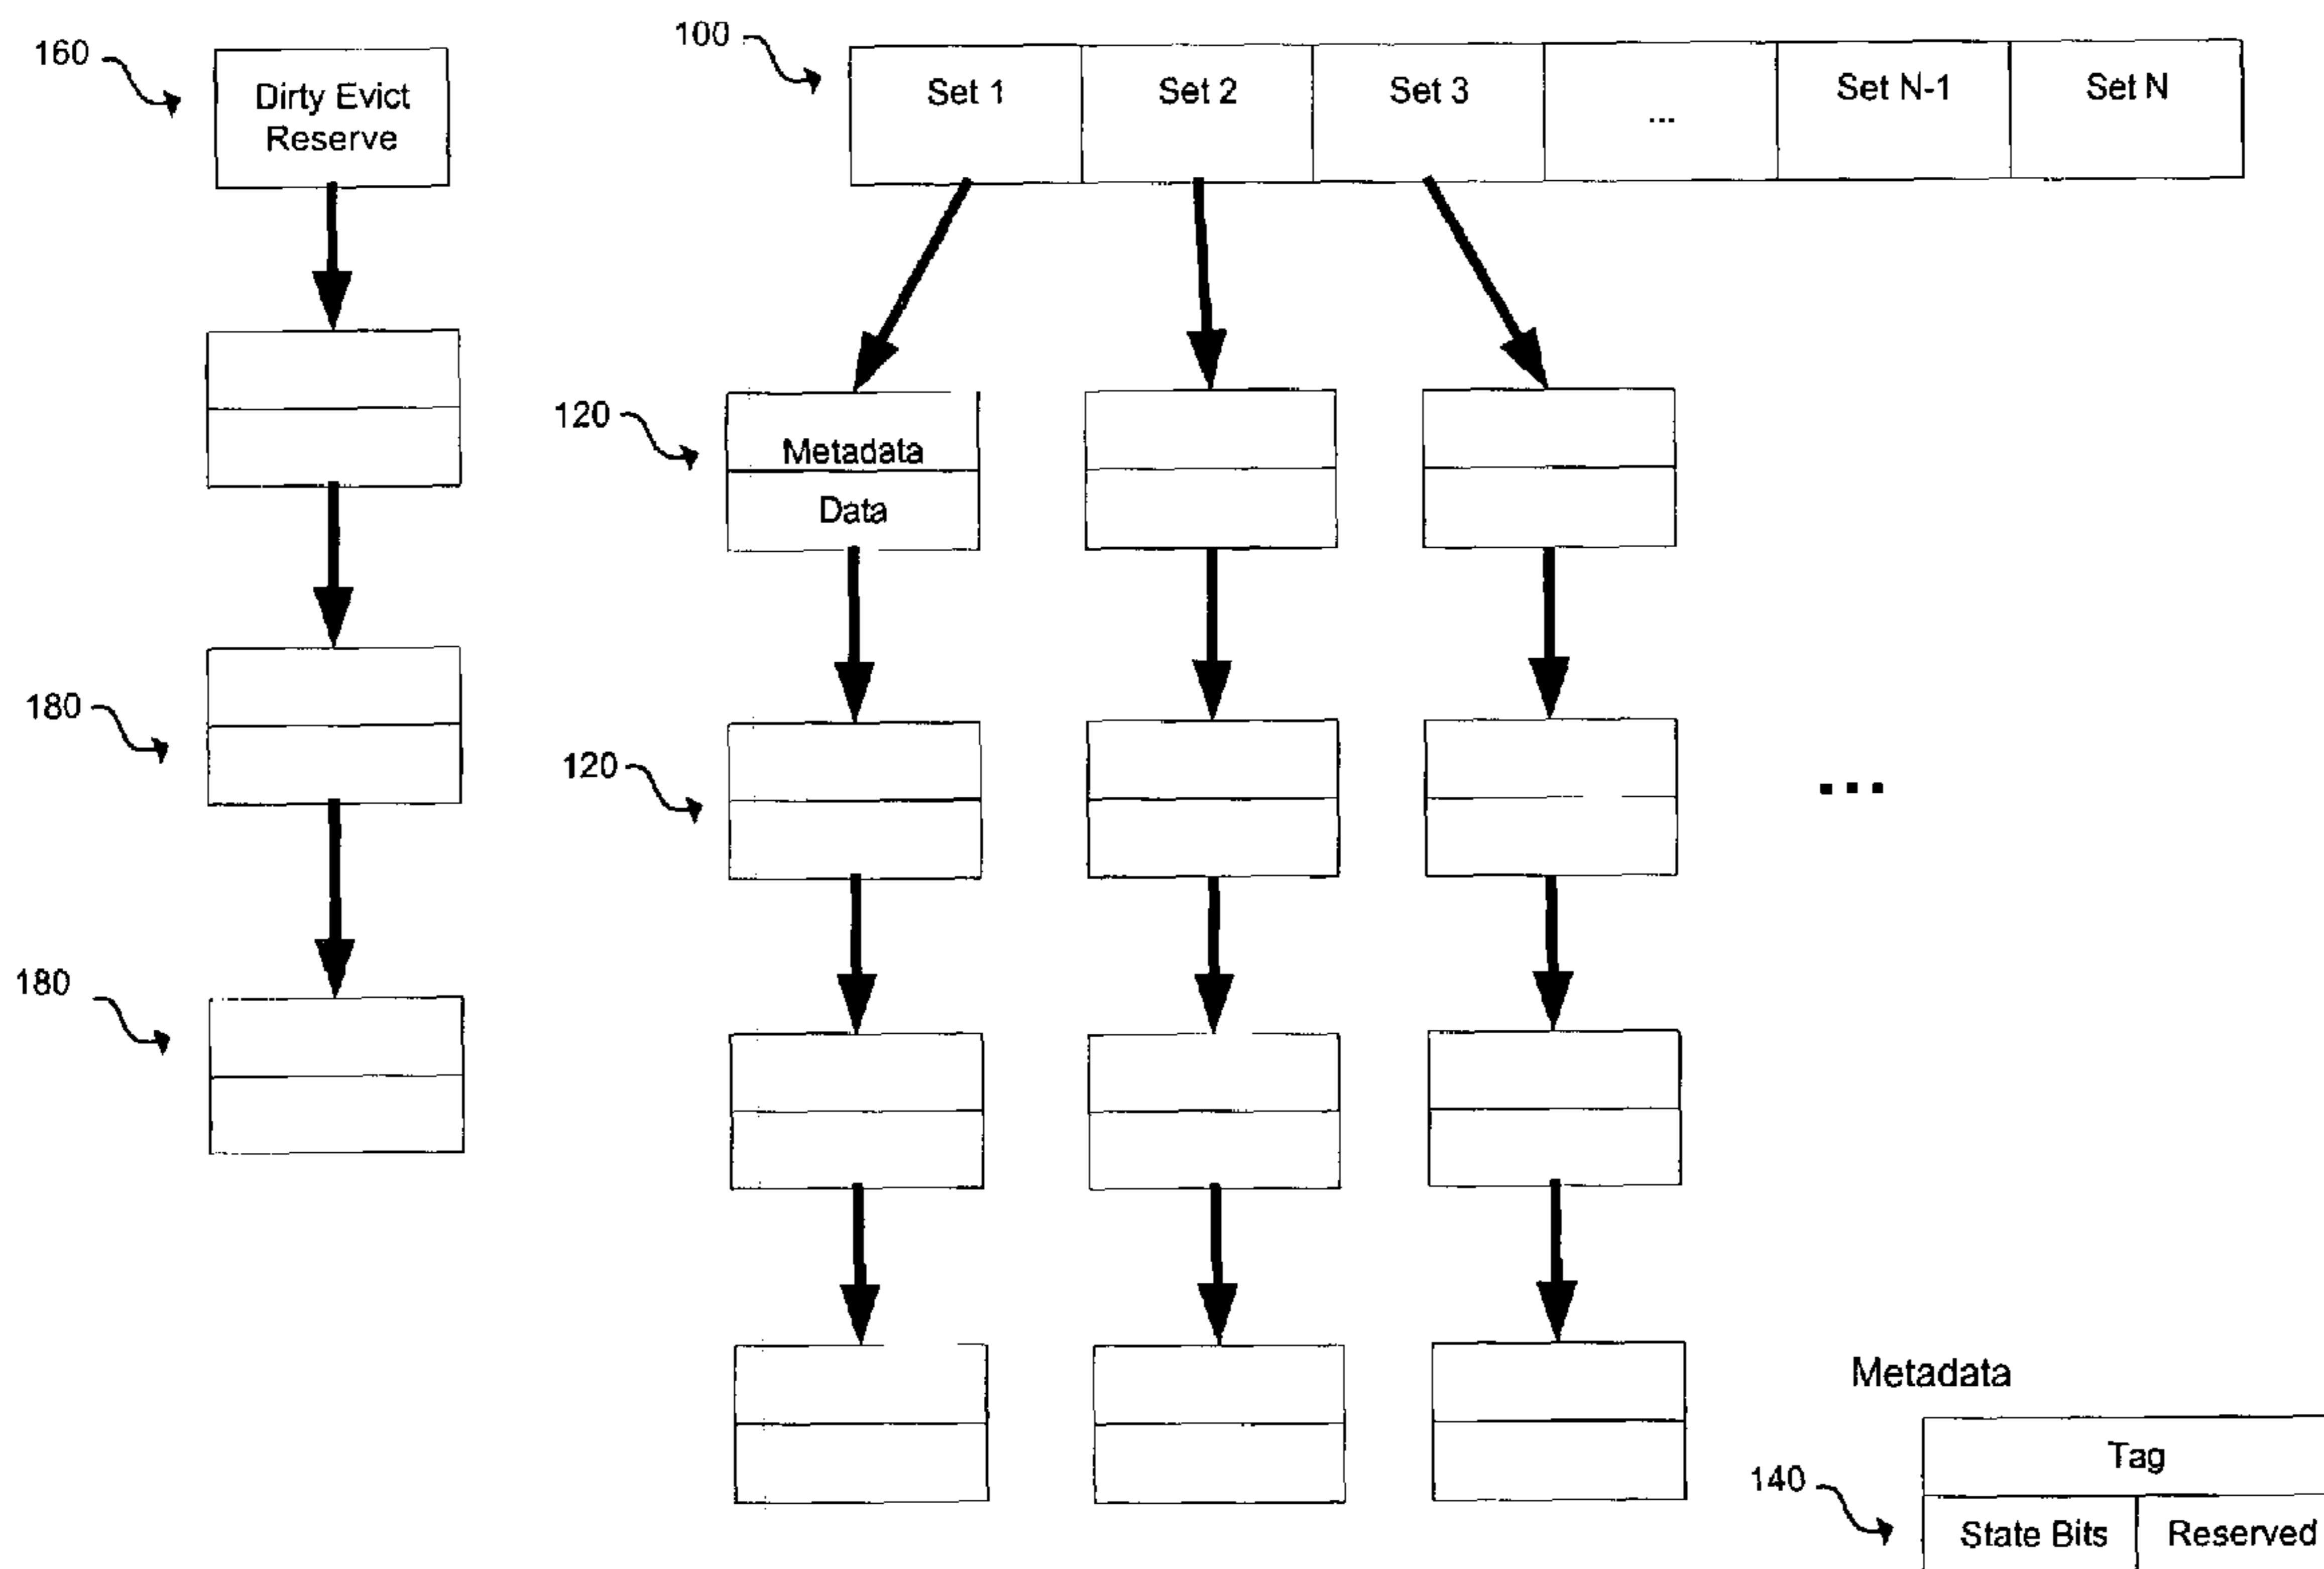 160
Dirty Evict
Reserve
100
Set 1
Set 2
Set 3
...
Set N-1
Set N
120
Metadata
Data
180
120
...
180
Metadata
Tag
140
State Bits
Reserved